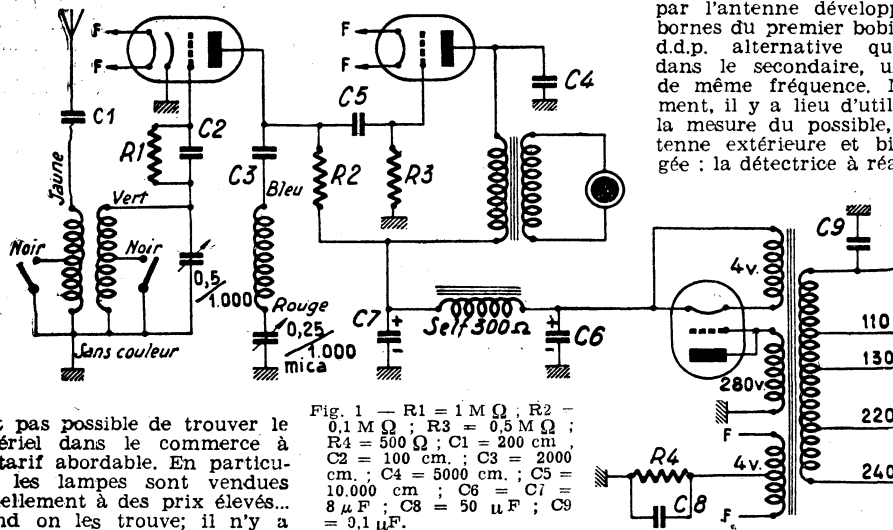 par l'antenne dévelop
bornes du premier bobi
d.d.p. alternative qu
dans le secondaire, u
de même fréquence.
ment, il y a lieu d'util
la mesure du possible,
tenne extérieure et bi
gée : la détectrice à réa
F
F
F
F
C1
C2
R1
C3
C5
C4
R2
R3
Jaune
Vert
Bleu
Noir
Noir
0,5/1.000
Rouge
0,25/1.000
mica
Sans couleur
C7
+
-
Self 300 Ω
+
-
C6
4v.
C9
110
130
280v.
220
F
R4
4v.
240
C8
F
t pas possible de trouver le
ériel dans le commerce à
tarif abordable. En particu-
les lampes sont vendues
ellement à des prix élevés...
nd on les trouve; il n'y a
Fig. 1 — R1 = 1 M Ω ; R2 =
0,1 M Ω ; R3 = 0,5 M Ω ;
R4 = 500 Ω ; C1 = 200 cm ,
C2 = 100 cm. ; C3 = 2000
cm. ; C4 = 5000 cm. ; C5 =
10.000 cm ; C6 = C7 =
8 μ F ; C8 = 50 μ F ; C9
= 0,1 μF.